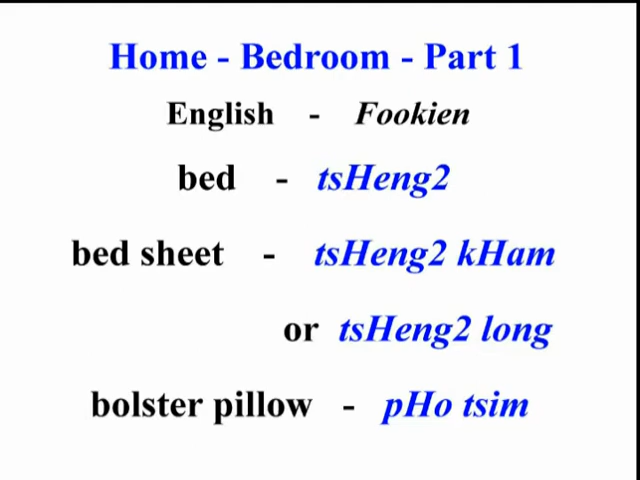 Home - Bedroom - Part 1
English - Fookien
bed - tsHeng2
bed sheet - tsHeng2 kHam
or tsHeng2 long
bolster pillow - pHo tsim